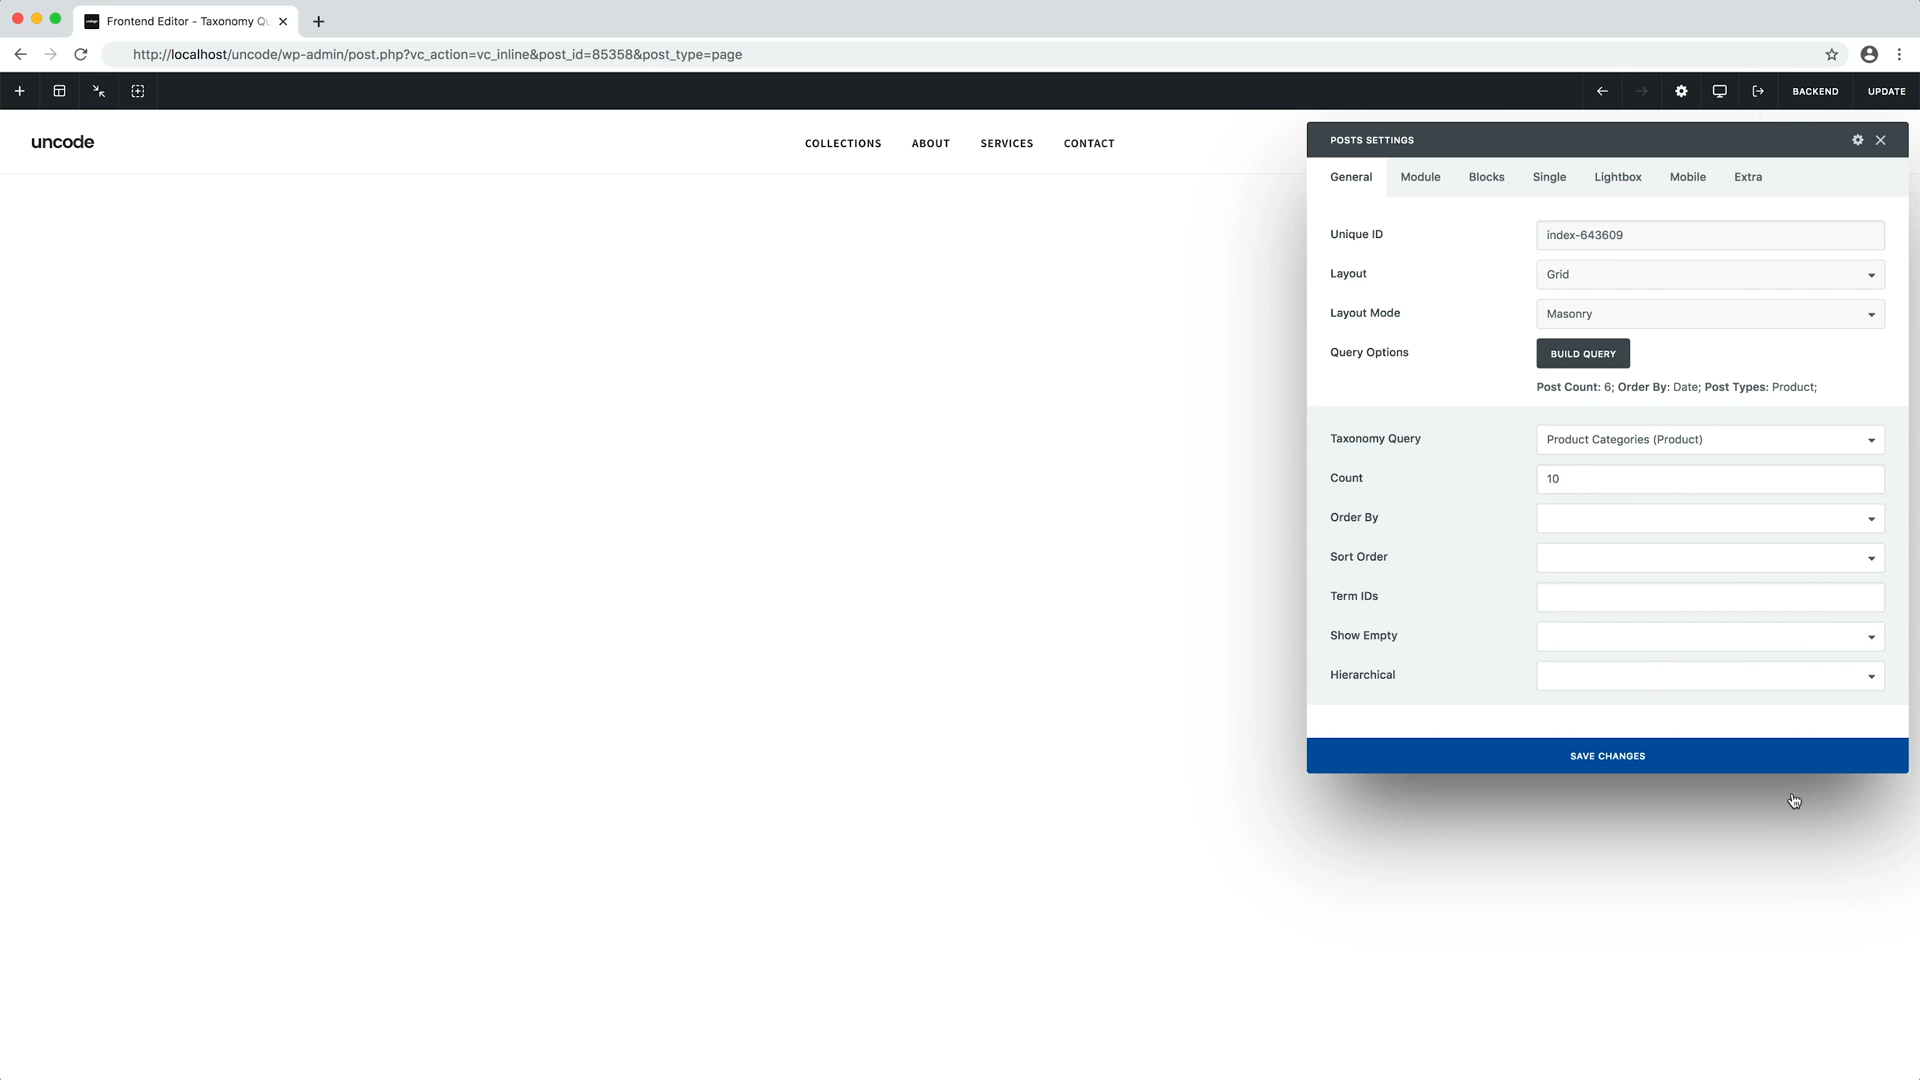 Frontend Editor - Taxonomy Qu
http://localhost/uncode/wp-admin/post.php?vc_action=vc_inline&post_id=85358&post_type=page
BACKEND
UPDATE
uncode
COLLECTIONS
ABOUT
SERVICES
CONTACT
POSTS SETTINGS
General
Module
Blocks
Single
Lightbox
Mobile
Extra
Unique ID
index-643609
Layout
Grid
Layout Mode
Masonry
Query Options
BUILD QUERY
Post Count: 6; Order By: Date; Post Types: Product;
Taxonomy Query
Product Categories (Product)
Count
10
Order By
Sort Order
Term IDs
Show Empty
Hierarchical
SAVE CHANGES